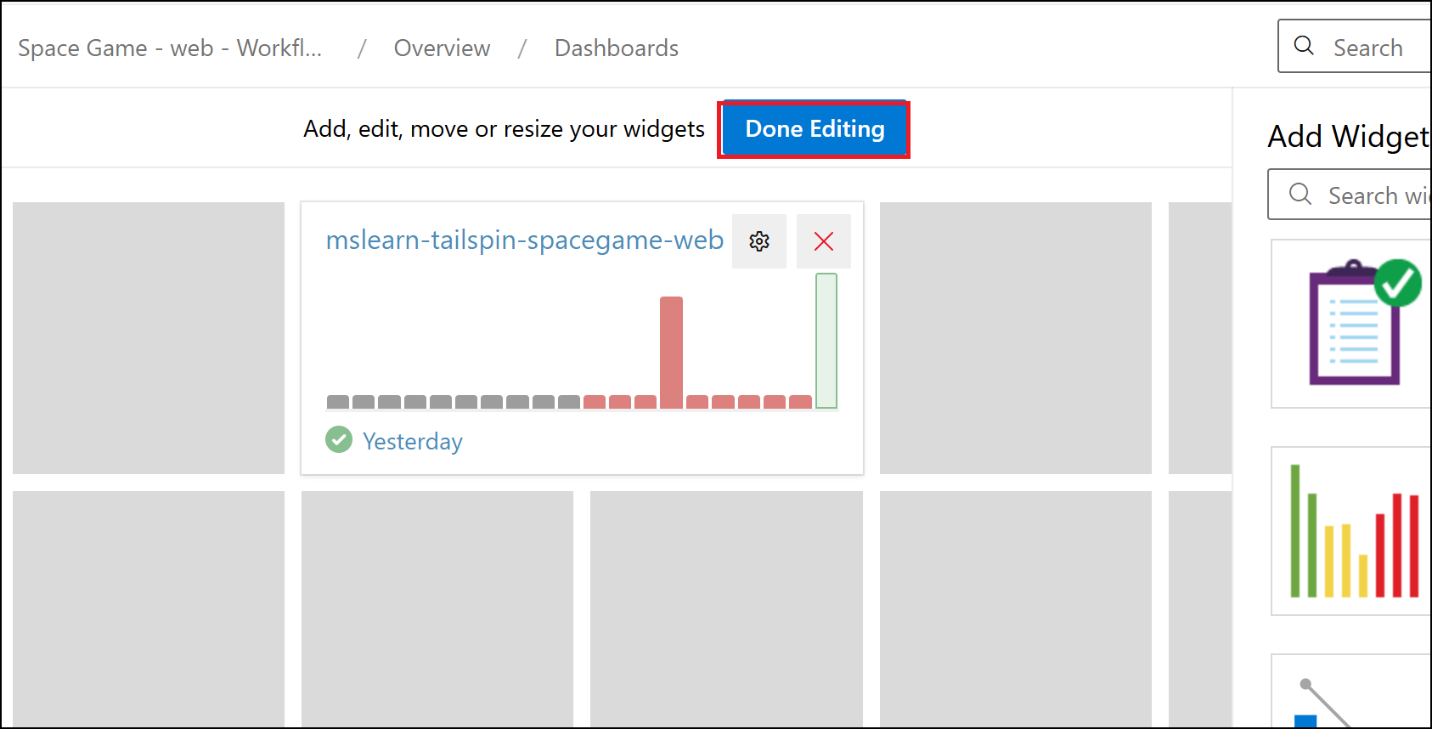 Space Game - web - Workfl... / Overview / Dashboards
Search
Add, edit, move or resize your widgets
Done Editing
Add Widget
Search wi
mslearn-tailspin-spacegame-web
Yesterday